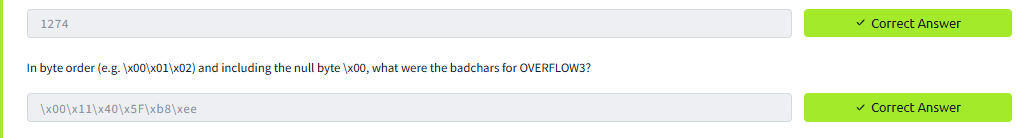 1274 ✓ Correct Answer
In byte order (e.g. \x00\x01\x02) and including the null byte \x00, what were the badchars for OVERFLOW3?
\x00\x11\x40\x5F\xb8\xee ✓ Correct Answer